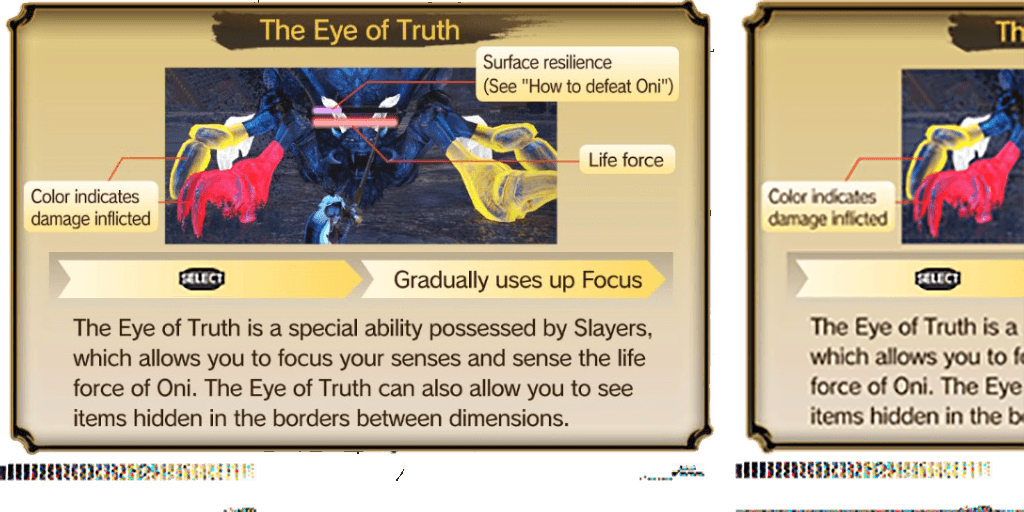 The Eye of Truth
Surface resilience
(See "How to defeat Oni")
Life force
Color indicates
damage inflicted
SELECT
Gradually uses up Focus
The Eye of Truth is a special ability possessed by Slayers,
which allows you to focus your senses and sense the life
force of Oni. The Eye of Truth can also allow you to see
items hidden in the borders between dimensions.
Th
Color indicates
damage inflicted
SELECT
The Eye of Truth is a
which allows you to fo
force of Oni. The Eye
items hidden in the bo